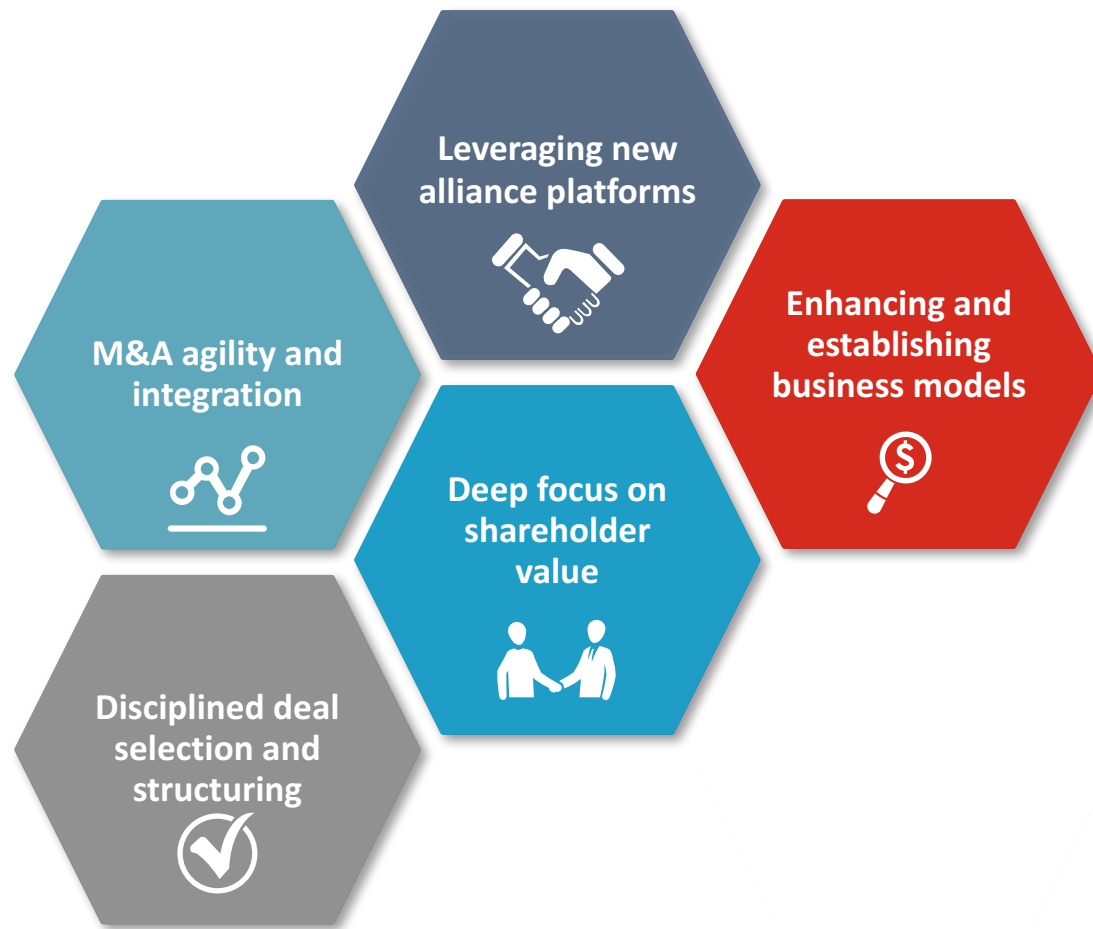 Leveraging new
alliance platforms
M&A agility and
integration
Enhancing and
establishing
business models
$
Deep focus on
shareholder
value
Disciplined deal
selection and
structuring